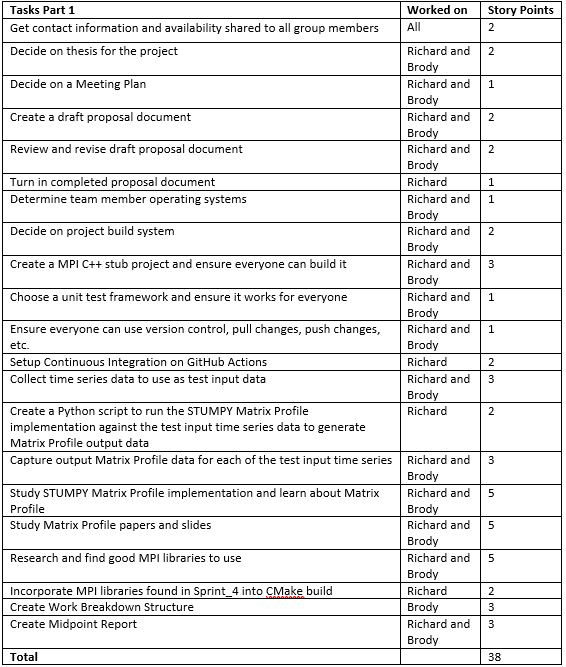 Tasks Part 1 Worked on Story Points
Get contact information and availability shared to all group members All 2
Decide on thesis for the project Richard and 2
Brody
Decide on a Meeting Plan Richard and 1
Brody
Create a draft proposal document Richard and 2
Brody
Review and revise draft proposal document Richard and 2
Brody
Turn in completed proposal document Richard 1
Determine team member operating systems Richard and 1
Brody
Decide on project build system Richard and 2
Brody
Create a MPI C++ stub project and ensure everyone can build it Richard and 3
Brody
Choose a unit test framework and ensure it works for everyone Richard and 1
Brody
Ensure everyone can use version control, pull changes, push changes, Richard and 1
etc. Brody
Setup Continuous Integration on GitHub Actions Richard 2
Collect time series data to use as test input data Richard and 3
Brody
Create a Python script to run the STUMPY Matrix Profile Richard 2
implementation against the test input time series data to generate
Matrix Profile output data
Capture output Matrix Profile data for each of the test input time series Richard and 3
Brody
Study STUMPY Matrix Profile implementation and learn about Matrix Richard and 5
Profile Brody
Study Matrix Profile papers and slides Richard and 5
Brody
Research and find good MPI libraries to use Richard and 5
Brody
Incorporate MPI libraries found in Sprint_4 into CMake build Richard 2
Create Work Breakdown Structure Brody 3
Create Midpoint Report Richard and 3
Brody
Total 38